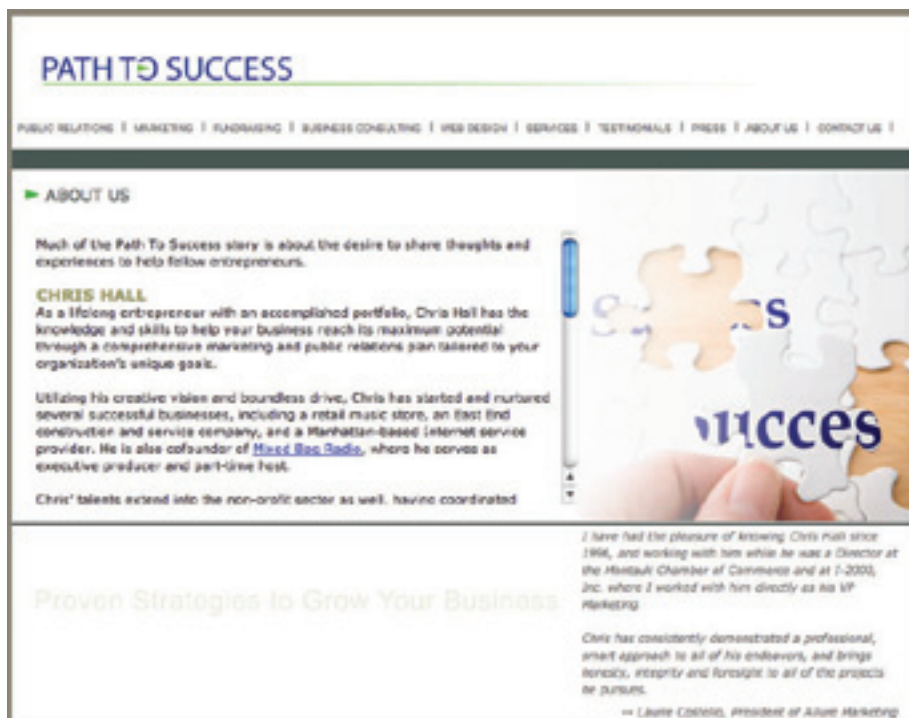 PATH TO SUCCESS
PUBLIC RELATIONS | MARKETING | FUNDRAISING | BUSINESS CONSULTING | WEB DESIGN | SERVICES | TESTIMONIALS | PRESS | ABOUT US | CONTACT US |
ABOUT US
Much of the Path To Success story is about the desire to share thoughts and
experiences to help fellow entrepreneurs.
CHRIS HALL
As a lifelong entrepreneur with an accomplished portfolio, Chris Hall has the
knowledge and skills to help your business reach its maximum potential
through a comprehensive marketing and public relations plan tailored to your
organization's unique goals.
Utilizing his creative vision and boundless drive, Chris has started and nurtured
several successful businesses, including a retail music store, an East End
construction and service company, and a Manhattan-based Internet service
provider. He is also cofounder of Mixed Bag Radio, where he serves as
executive producer and part-time host.
Chris' talents extend into the non-profit sector as well, having coordinated
S ss
ucces
Proven Strategies to Grow Your Business
I have had the pleasure of knowing Chris Hall since
1996, and working with him while he was a Director at
the Montauk Chamber of Commerce and at I-2000,
Inc. where I worked with him directly as his VP
Marketing.
Chris has consistently demonstrated a professional,
smart approach to all of his endeavors, and brings
honesty, integrity and foresight to all of the projects
he pursues.
-- Laurie Costello, President of Allure Marketing